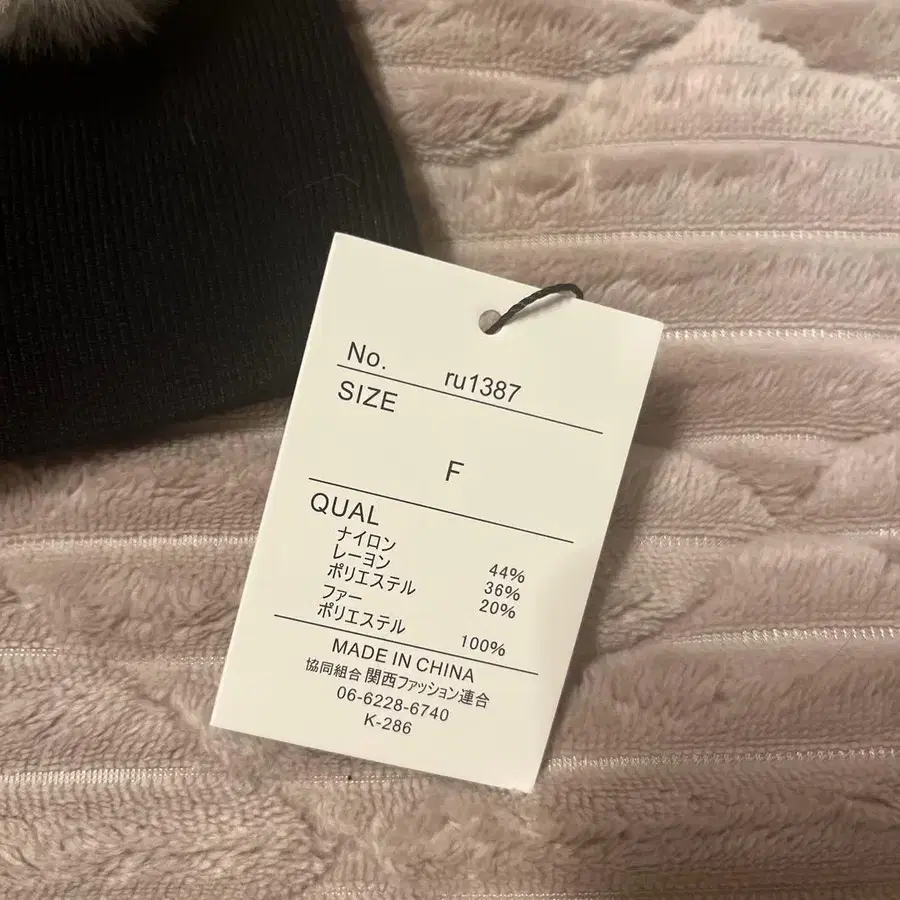 No. ru1387
SIZE
F
QUAL
ナイロン 44%
レーヨン 36%
ポリエステル 20%
ファー
ポリエステル 100%
MADE IN CHINA
協同組合 関西ファッション連合
06-6228-6740
K-286